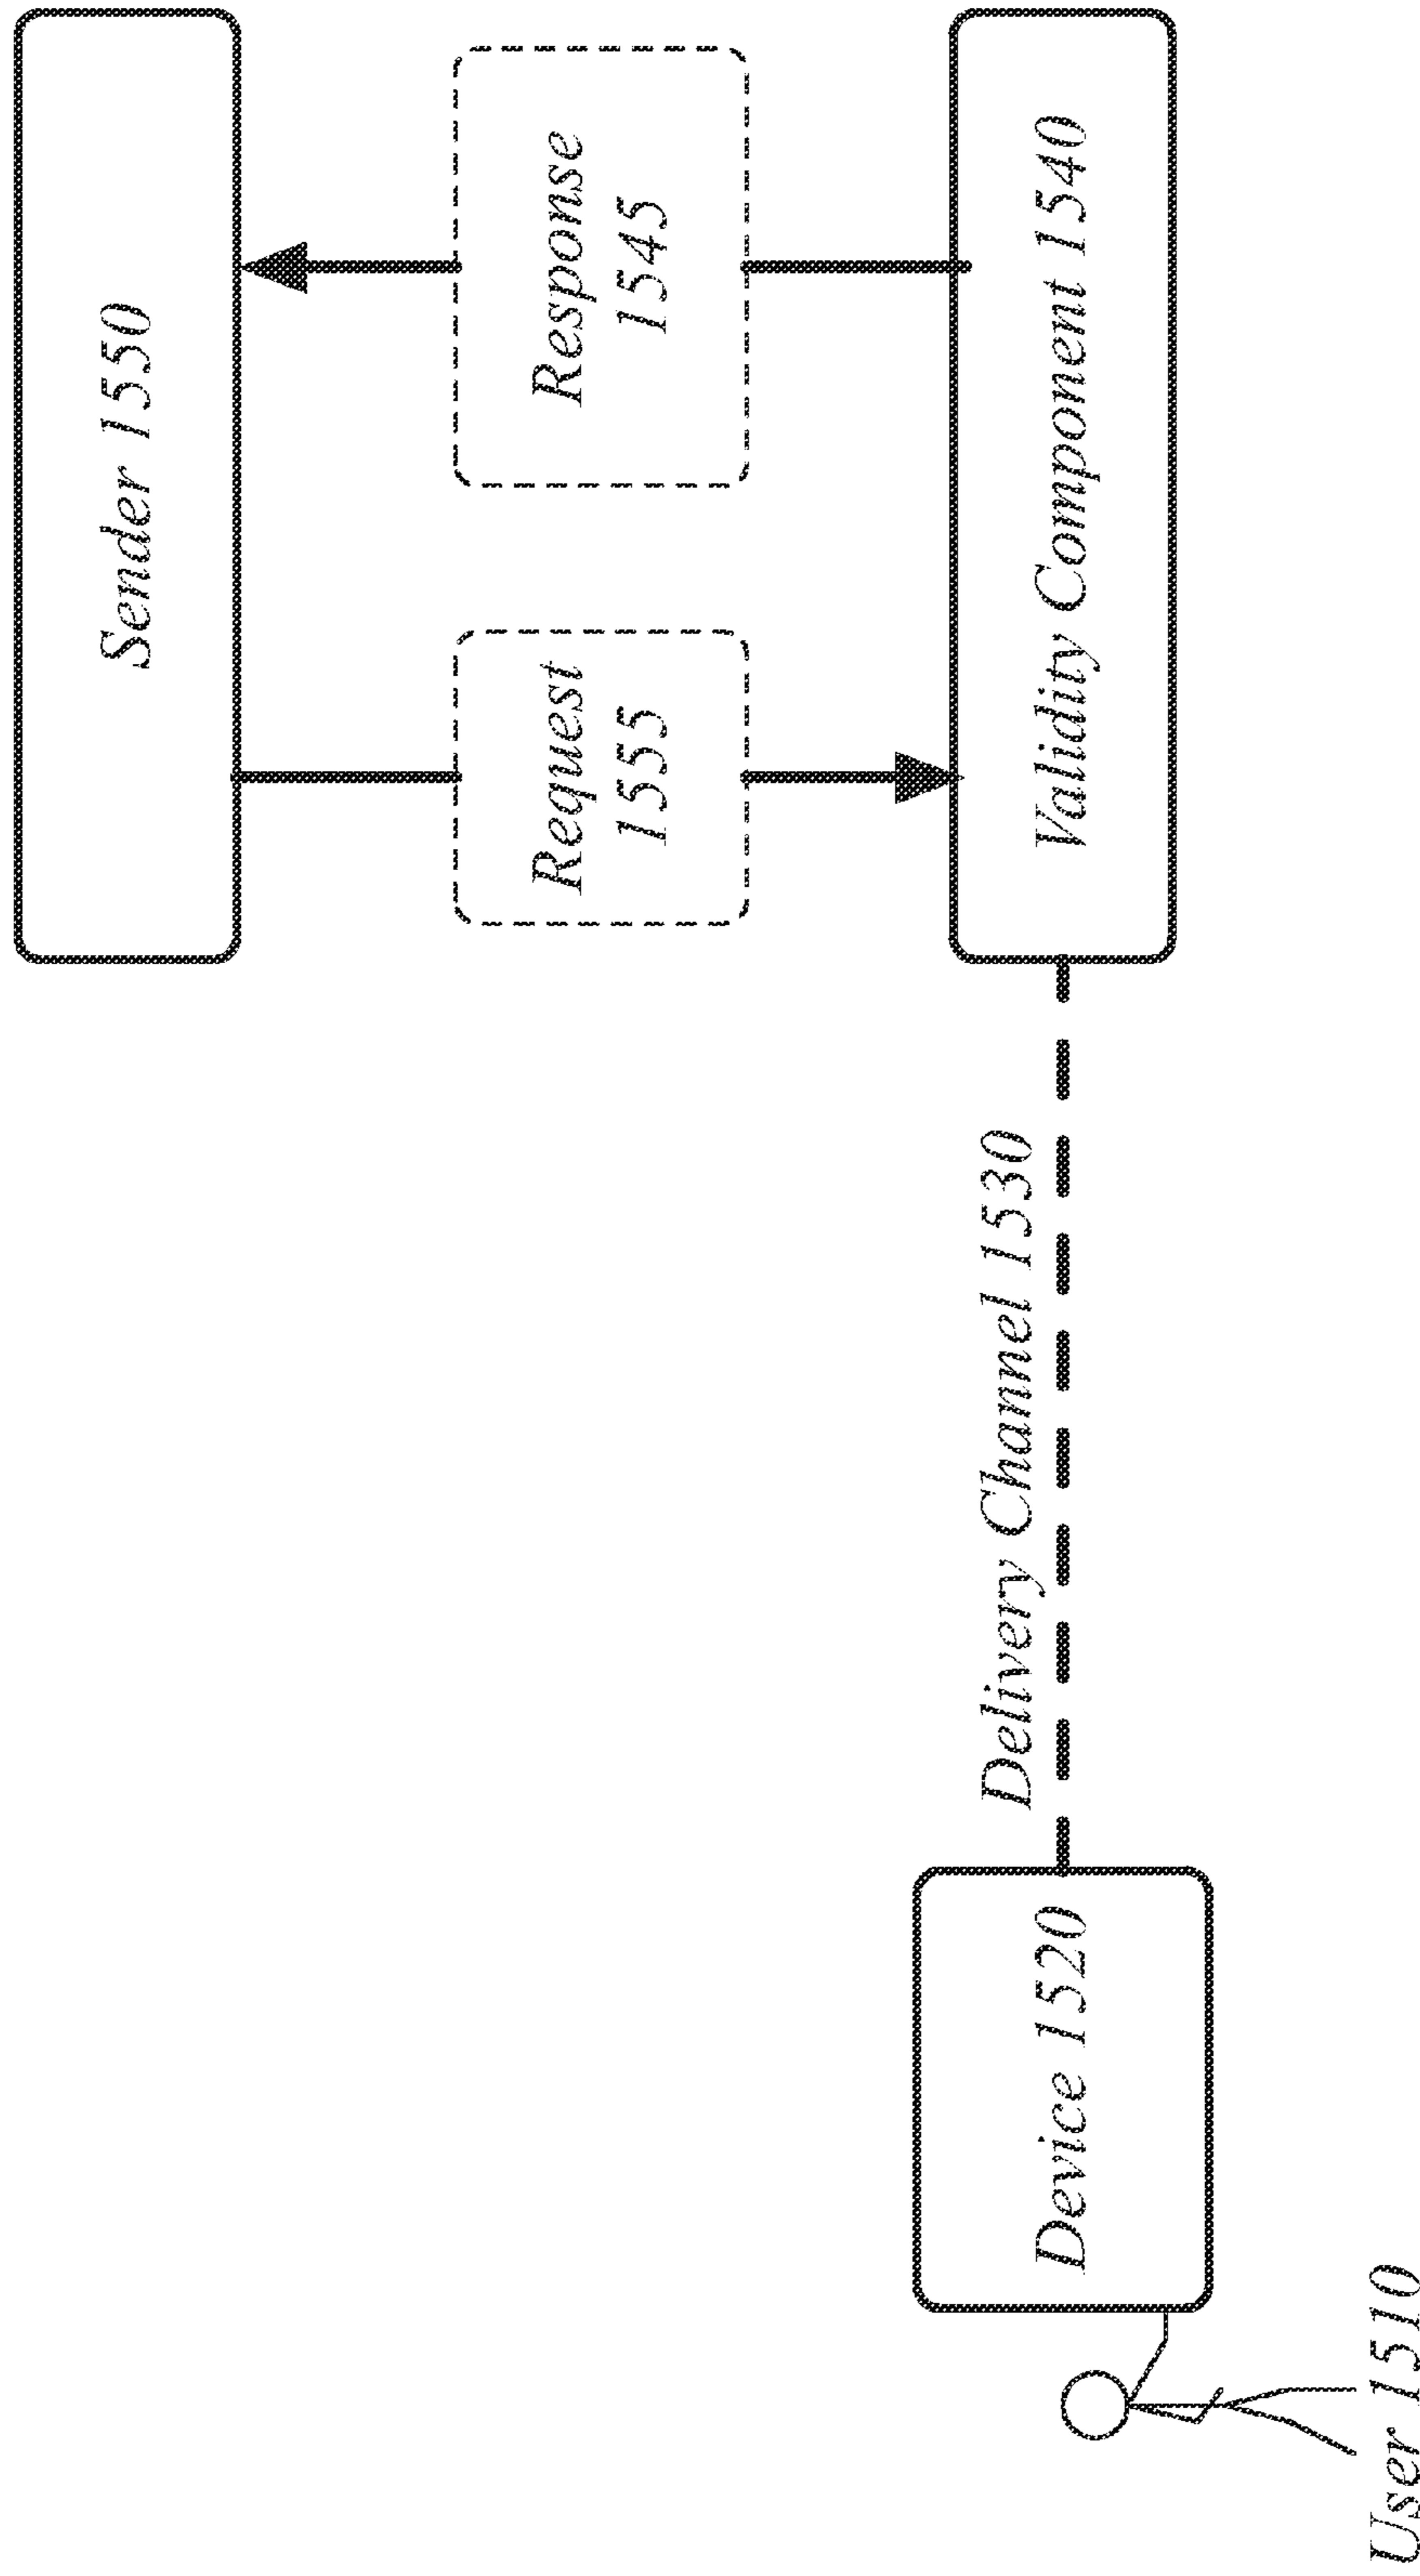 Sender 1550
Request
1555
Response
1545
Delivery Channel 1530
Validity Component 1540
Device 1520
User 1510